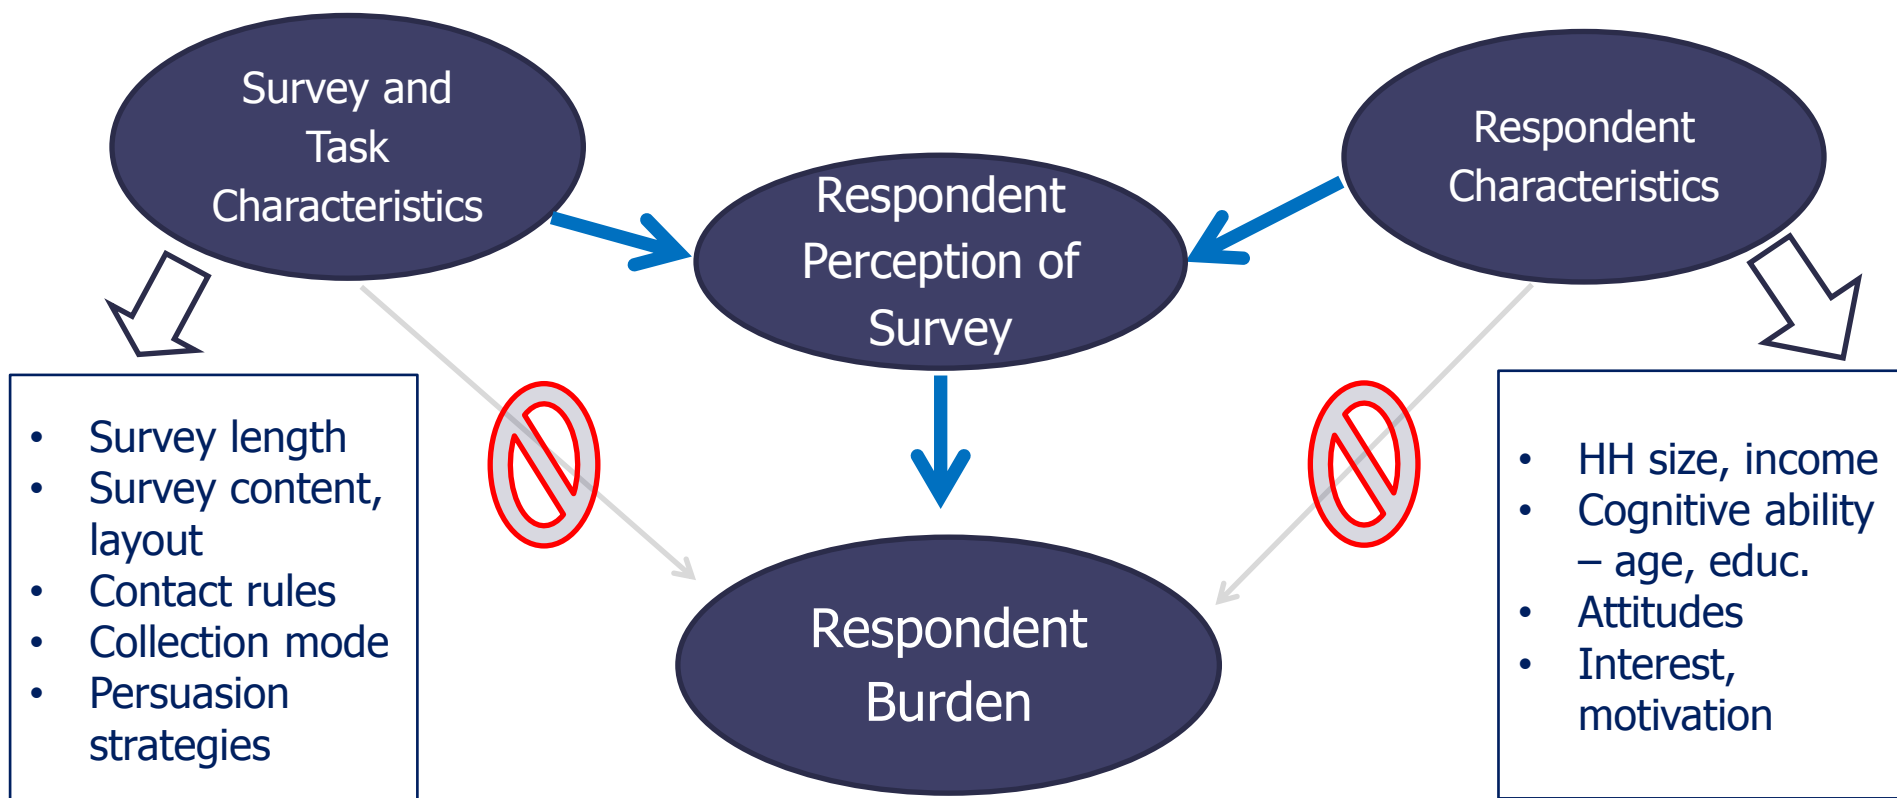 Survey and
Task
Characteristics
Respondent
Perception of
Survey
Respondent
Characteristics
• Survey length
• Survey content,
layout
• Contact rules
• Collection mode
• Persuasion
strategies
Respondent
Burden
• HH size, income
• Cognitive ability
– age, educ.
• Attitudes
• Interest,
motivation